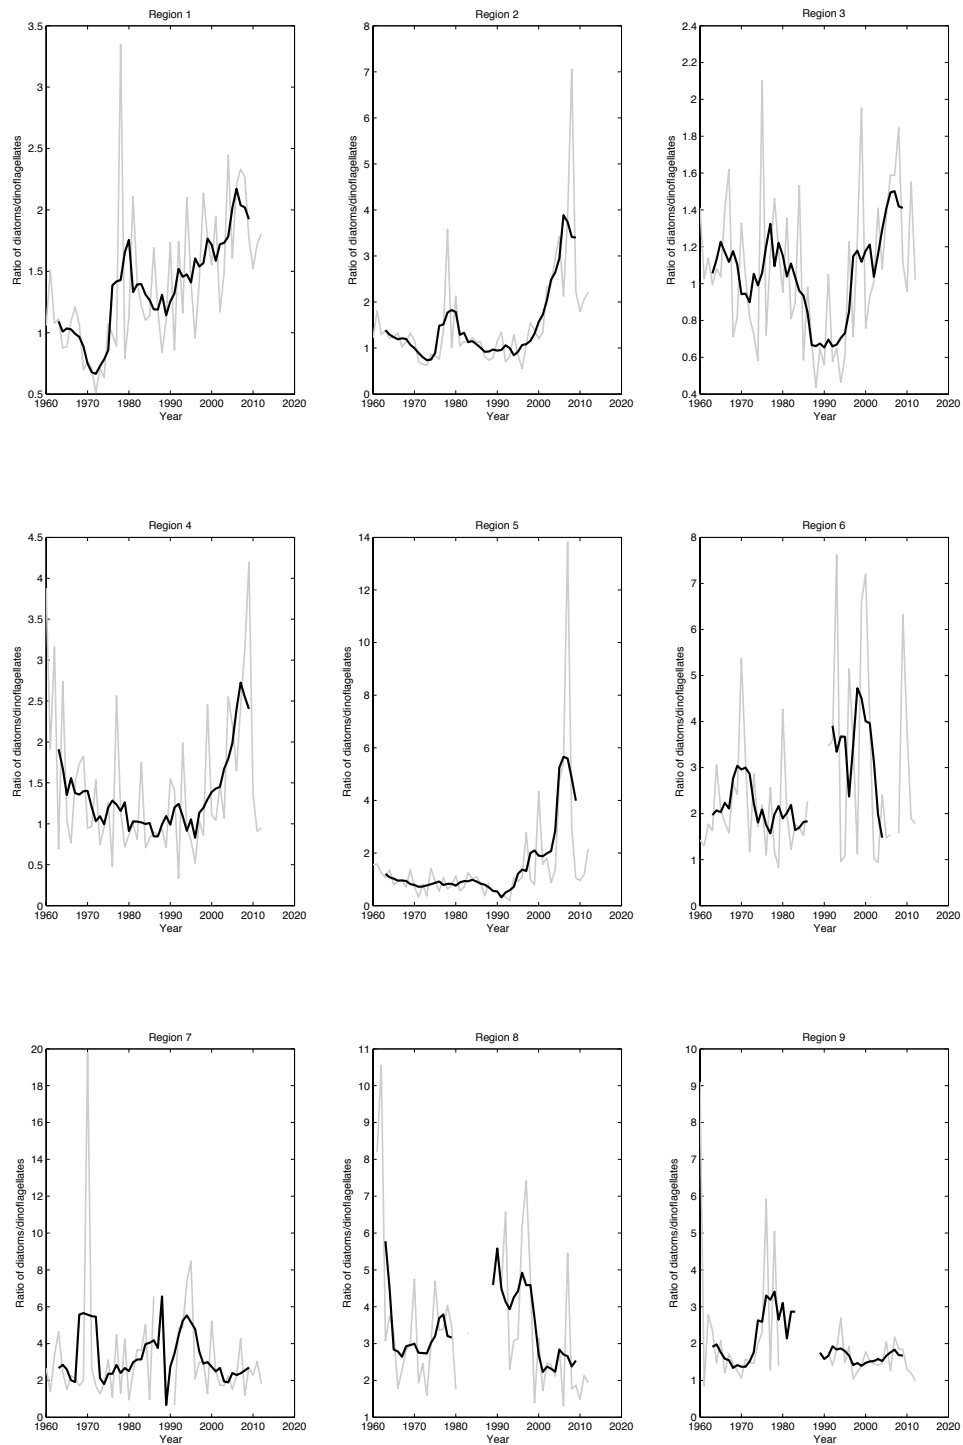 Region 1
Region 2
Region 3
3.5
3
2.5
2
1.5
1
0.5
Ratio of diatoms/dinoflagellates
1960 1970 1980 1990 2000 2010 2020
Year
8
7
6
5
4
3
2
1
0
Ratio of diatoms/dinoflagellates
1960 1970 1980 1990 2000 2010 2020
Year
2.4
2.2
2
1.8
1.6
1.4
1.2
1
0.8
0.6
0.4
Ratio of diatoms/dinoflagellates
1960 1970 1980 1990 2000 2010 2020
Year
Region 4
Region 5
Region 6
4.5
4
3.5
3
2.5
2
1.5
1
0.5
0
Ratio of diatoms/dinoflagellates
1960 1970 1980 1990 2000 2010 2020
Year
14
12
10
8
6
4
2
0
Ratio of diatoms/dinoflagellates
1960 1970 1980 1990 2000 2010 2020
Year
8
7
6
5
4
3
2
1
0
Ratio of diatoms/dinoflagellates
1960 1970 1980 1990 2000 2010 2020
Year
Region 7
Region 8
Region 9
20
18
16
14
12
10
8
6
4
2
0
Ratio of diatoms/dinoflagellates
1960 1970 1980 1990 2000 2010 2020
Year
11
10
9
8
7
6
5
4
3
2
1
Ratio of diatoms/dinoflagellates
1960 1970 1980 1990 2000 2010 2020
Year
10
9
8
7
6
5
4
3
2
1
0
Ratio of diatoms/dinoflagellates
1960 1970 1980 1990 2000 2010 2020
Year